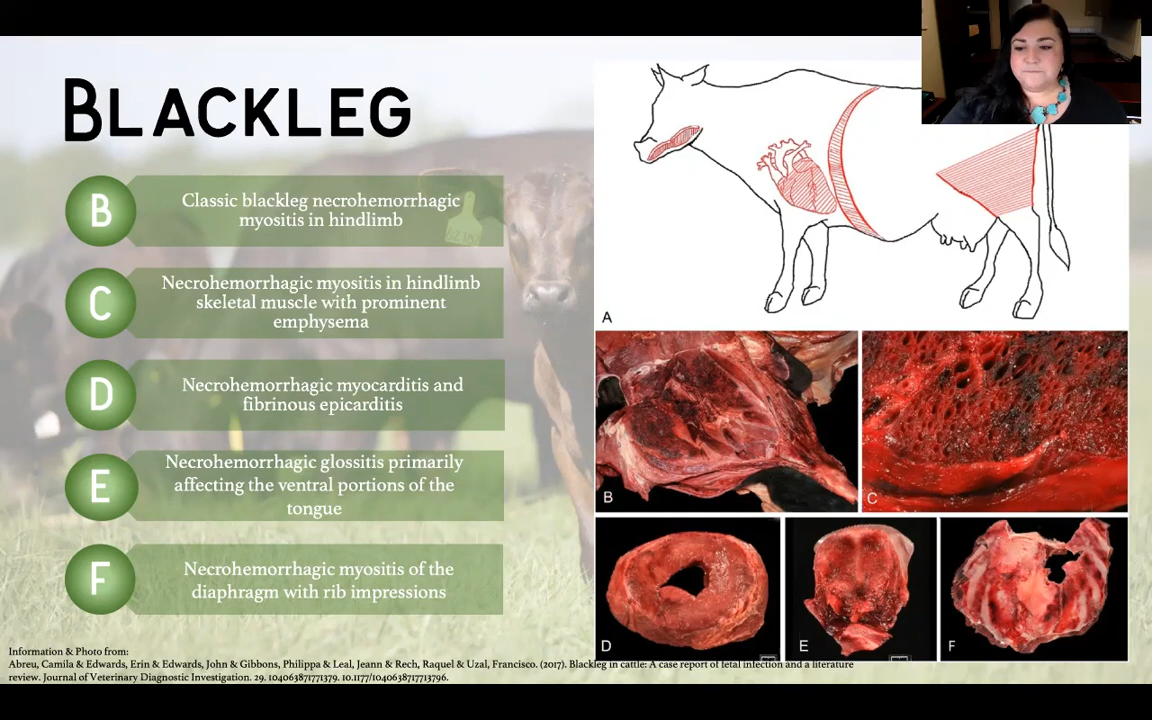 BLACKLEG
B
Classic blackleg necrohemorrhagic
myositis in hindlimb
C
Necrohemorrhagic myositis in hindlimb
skeletal muscle with prominent
emphysema
D
Necrohemorrhagic myocarditis and
fibrinous epicarditis
E
Necrohemorrhagic glossitis primarily
affecting the ventral portions of the
tongue
F
Necrohemorrhagic myositis of the
diaphragm with rib impressions
A
B
C
D
E
F
Information & Photo from:
Abreu, Camila & Edwards, Erin & Edwards, John & Gibbons, Philippa & Leal, Jeann & Rech, Raquel & Uzal, Francisco. (2017). Blackleg in cattle: A case report of fetal infection and a literature
review. Journal of Veterinary Diagnostic Investigation. 29. 104063871771379. 10.1177/1040638717713796.